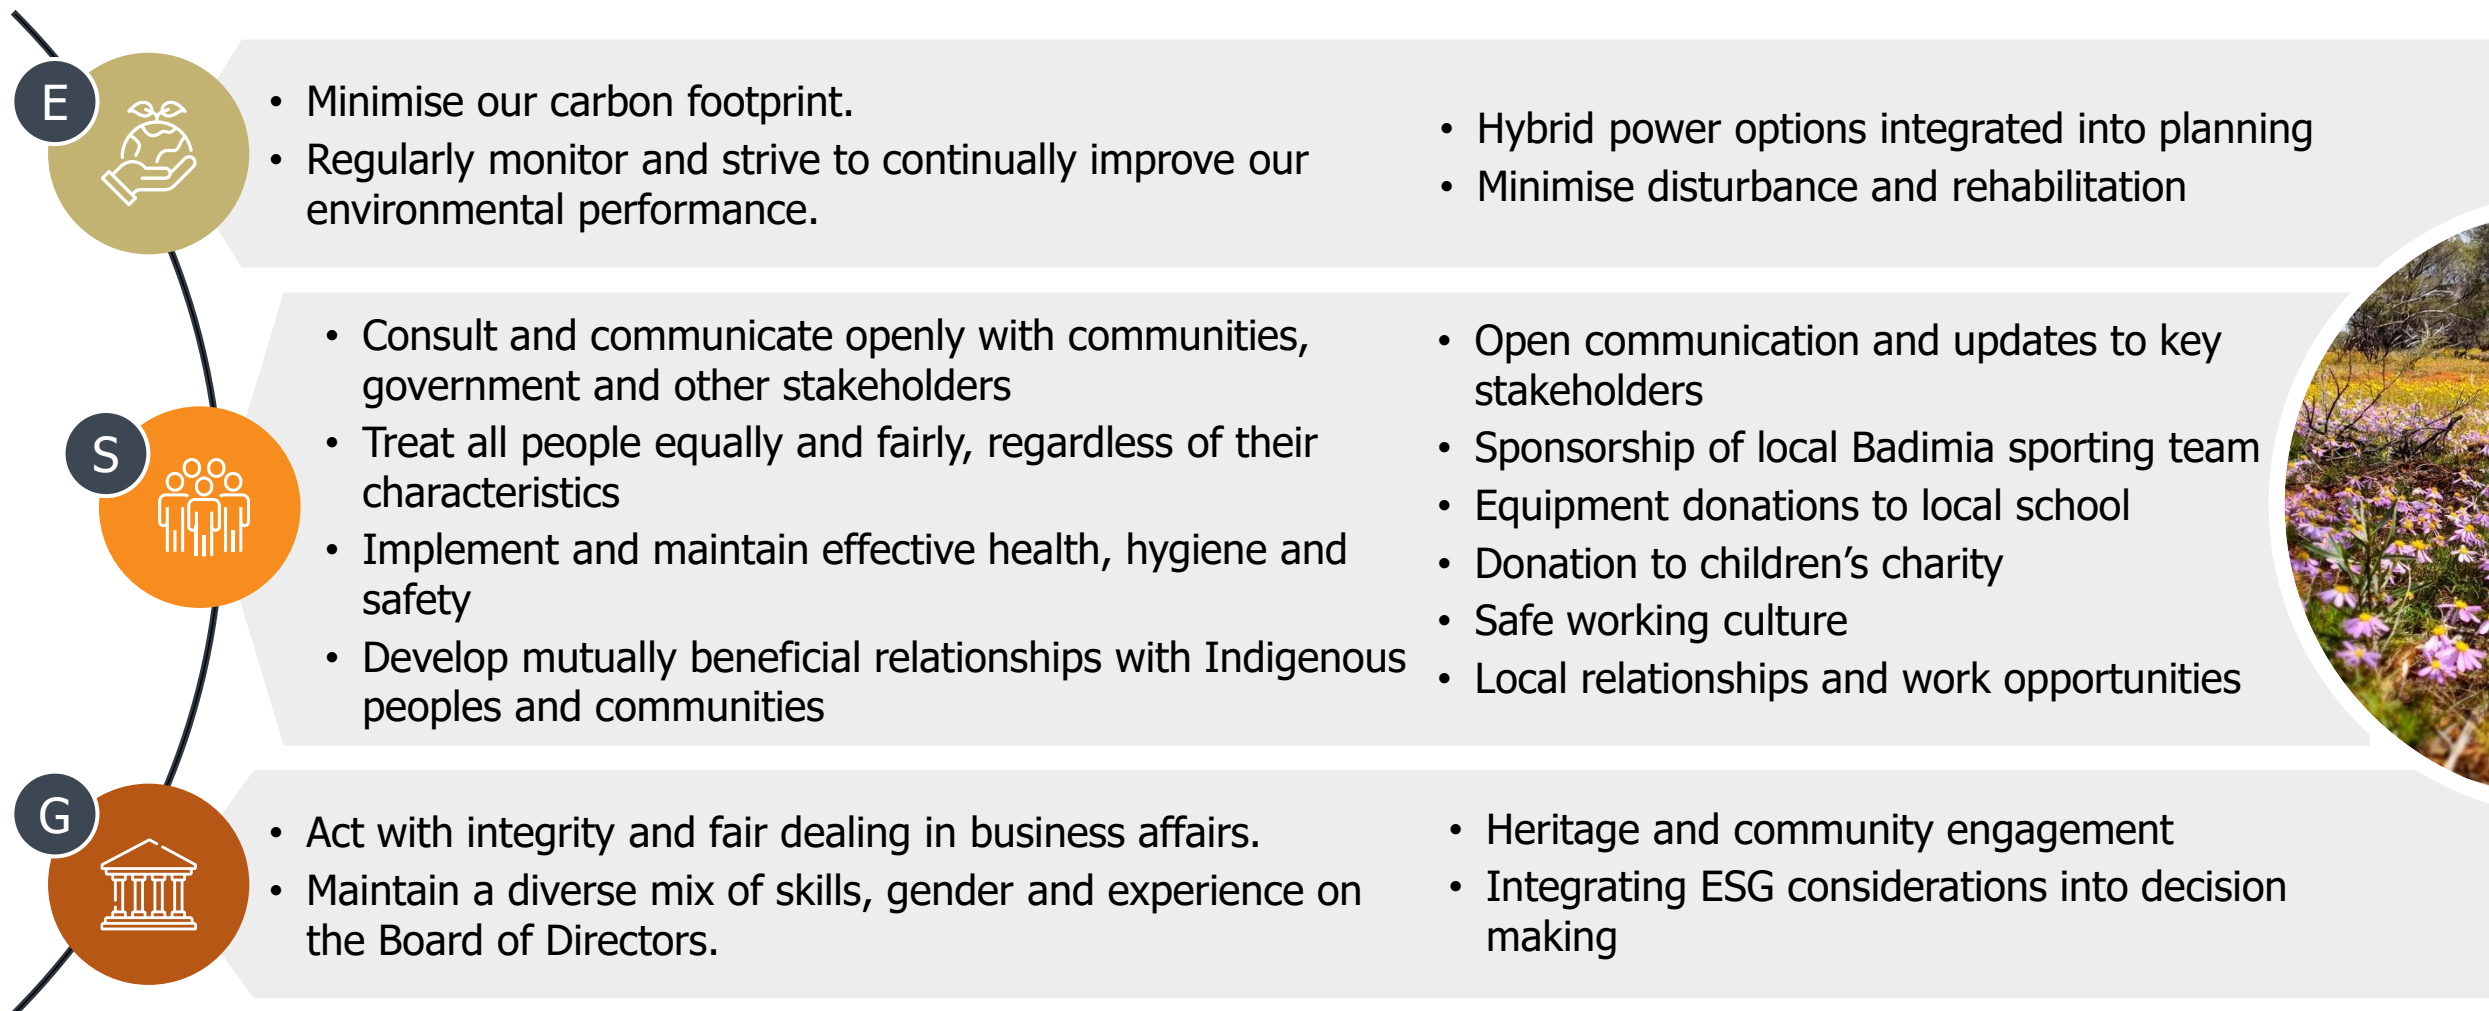 E
• Minimise our carbon footprint.
• Regularly monitor and strive to continually improve our
environmental performance.
• Hybrid power options integrated into planning
• Minimise disturbance and rehabilitation
S
• Consult and communicate openly with communities,
government and other stakeholders
• Treat all people equally and fairly, regardless of their
characteristics
• Implement and maintain effective health, hygiene and
safety
• Develop mutually beneficial relationships with Indigenous
peoples and communities
• Open communication and updates to key
stakeholders
• Sponsorship of local Badimia sporting team
• Equipment donations to local school
• Donation to children’s charity
• Safe working culture
• Local relationships and work opportunities
G
• Act with integrity and fair dealing in business affairs.
• Maintain a diverse mix of skills, gender and experience on
the Board of Directors.
• Heritage and community engagement
• Integrating ESG considerations into decision
making